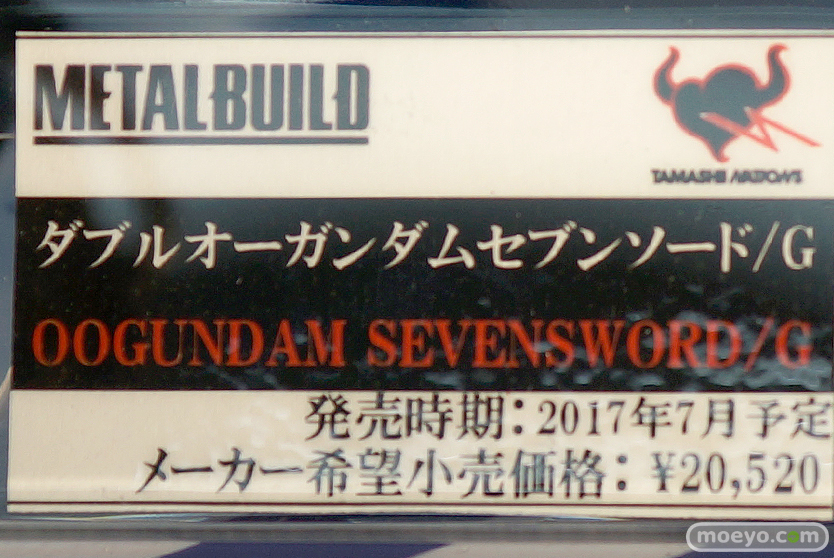 METAL BUILD
TAMASHII NATIONS
ダブルオーガンダムセブンソード/G
OOGUNDAM SEVENSWORD/G
発売時期：2017年7月予定
メーカー希望小売価格：¥20,520
moeyo.com